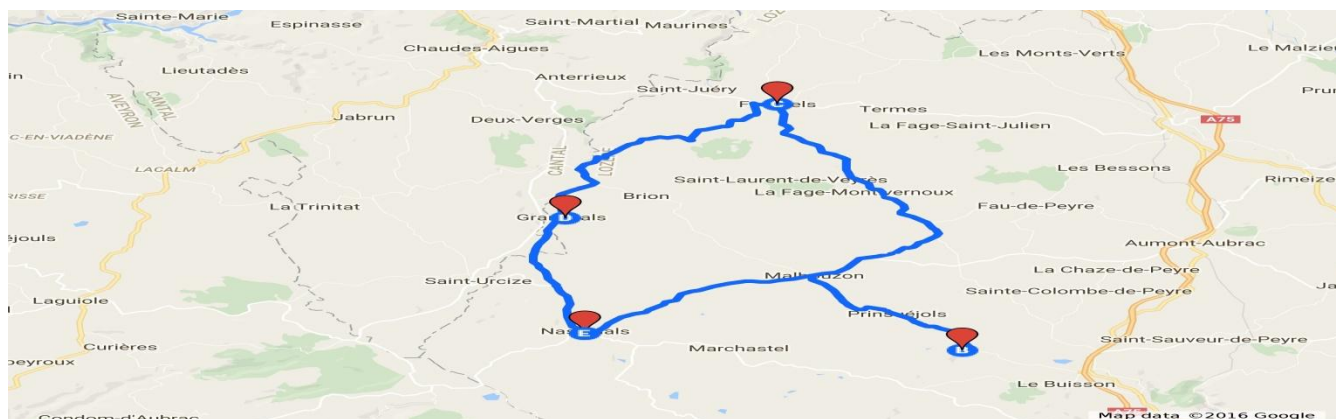 Sainte-Marie
Espinasse
Saint-Martial
Maurines
Chaudes-Aigues
Les Monts-Verts
Le Malzieu
Lieutadès
Anterrieux
Saint-Juéry
CANTAL
AVEYRON
Jabrun
Deux-Verges
Termes
La Fage-Saint-Julien
A75
C-EN-VIADÈNE
CANTAL
LOZÈRE
LACALM
Les Bessons
Saint-Laurent-de-Veyrès
La Fage-Montivernoux
Rimeize
Brion
La Trinitat
Fau-de-Peyre
Aumont-Aubrac
Saint-Urcize
La Chaze-de-Peyre
Sainte-Colombe-de-Peyre
Laguiole
Curières
Marchastel
Saint-Sauveur-de-Peyre
Le Buisson
Condom-d'Aubrac
Map data ©2016 Google